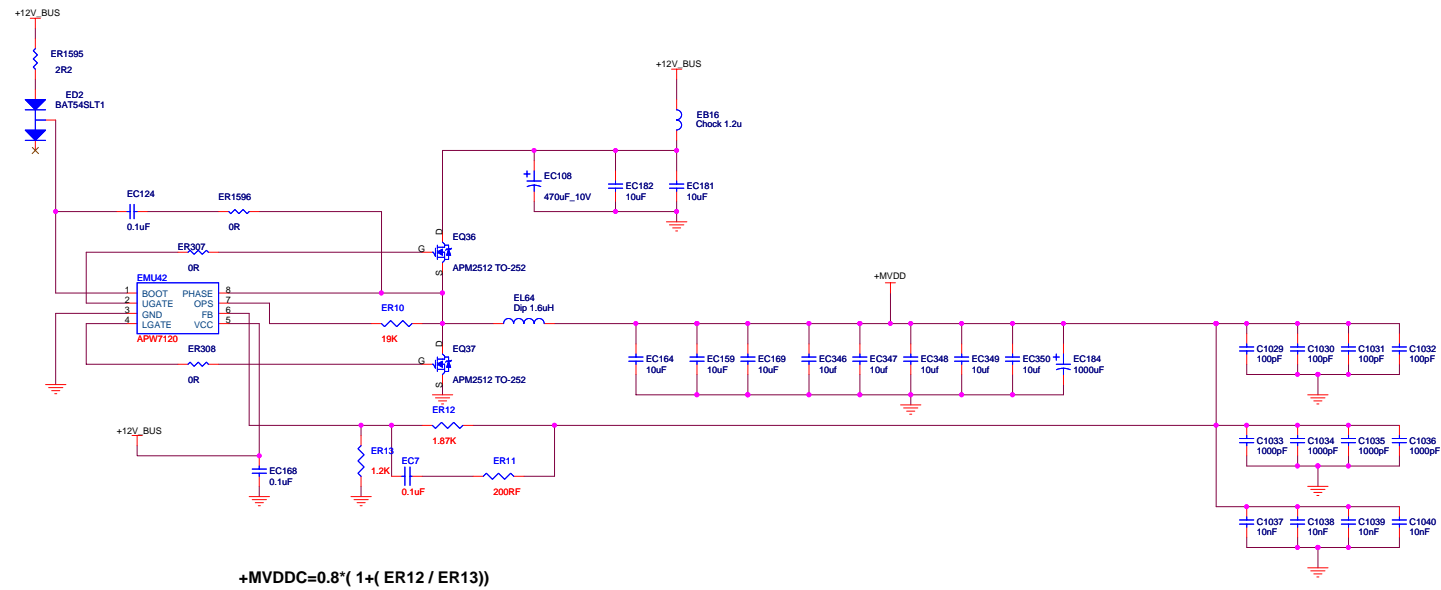 +12V_BUS
ER1595
2R2
ED2
BAT54SLT1
+12V_BUS
EB16
Chock 1.2u
EC108
470uF_10V
EC182
10uF
EC181
10uF
EC124
0.1uF
ER1596
0R
ER307
0R
D
G
S
EQ36
APM2512 TO-252
EMU42
1 BOOT PHASE 8
2 UGATE OPS 7
3 GND FB 6
4 LGATE VCC 5
APW7120
ER10
19K
EL64
Dip 1.6uH
+MVDD
ER308
0R
D
G
S
EQ37
APM2512 TO-252
EC164
10uF
EC159
10uF
EC169
10uF
EC346
10uf
EC347
10uf
EC348
10uf
EC349
10uf
EC350
10uf
EC184
1000uF
C1029
100pF
C1030
100pF
C1031
100pF
C1032
100pF
ER12
1.87K
+12V_BUS
ER13
1.2K
EC7
0.1uF
ER11
200RF
EC168
0.1uF
C1033
1000pF
C1034
1000pF
C1035
1000pF
C1036
1000pF
C1037
10nF
C1038
10nF
C1039
10nF
C1040
10nF
+MVDDC=0.8*( 1+( ER12 / ER13))